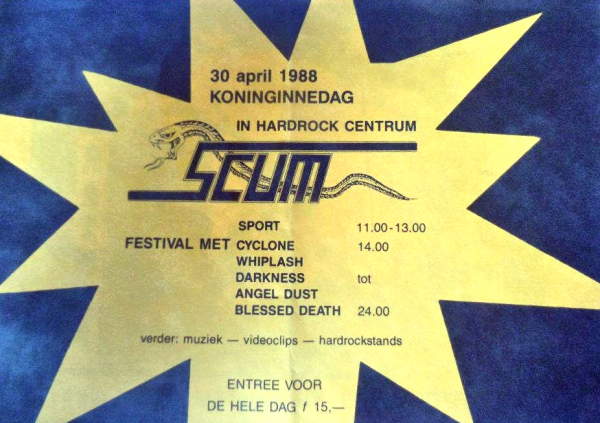 30 april 1988
KONINGINNEDAG
IN HARDROCK CENTRUM
SCUM
SPORT 11.00-13.00
FESTIVAL MET CYCLONE 14.00
WHIPLASH
DARKNESS tot
ANGEL DUST
BLESSED DEATH 24.00
verder: muziek — videoclips — hardrockstands
ENTREE VOOR
DE HELE DAG f 15,—